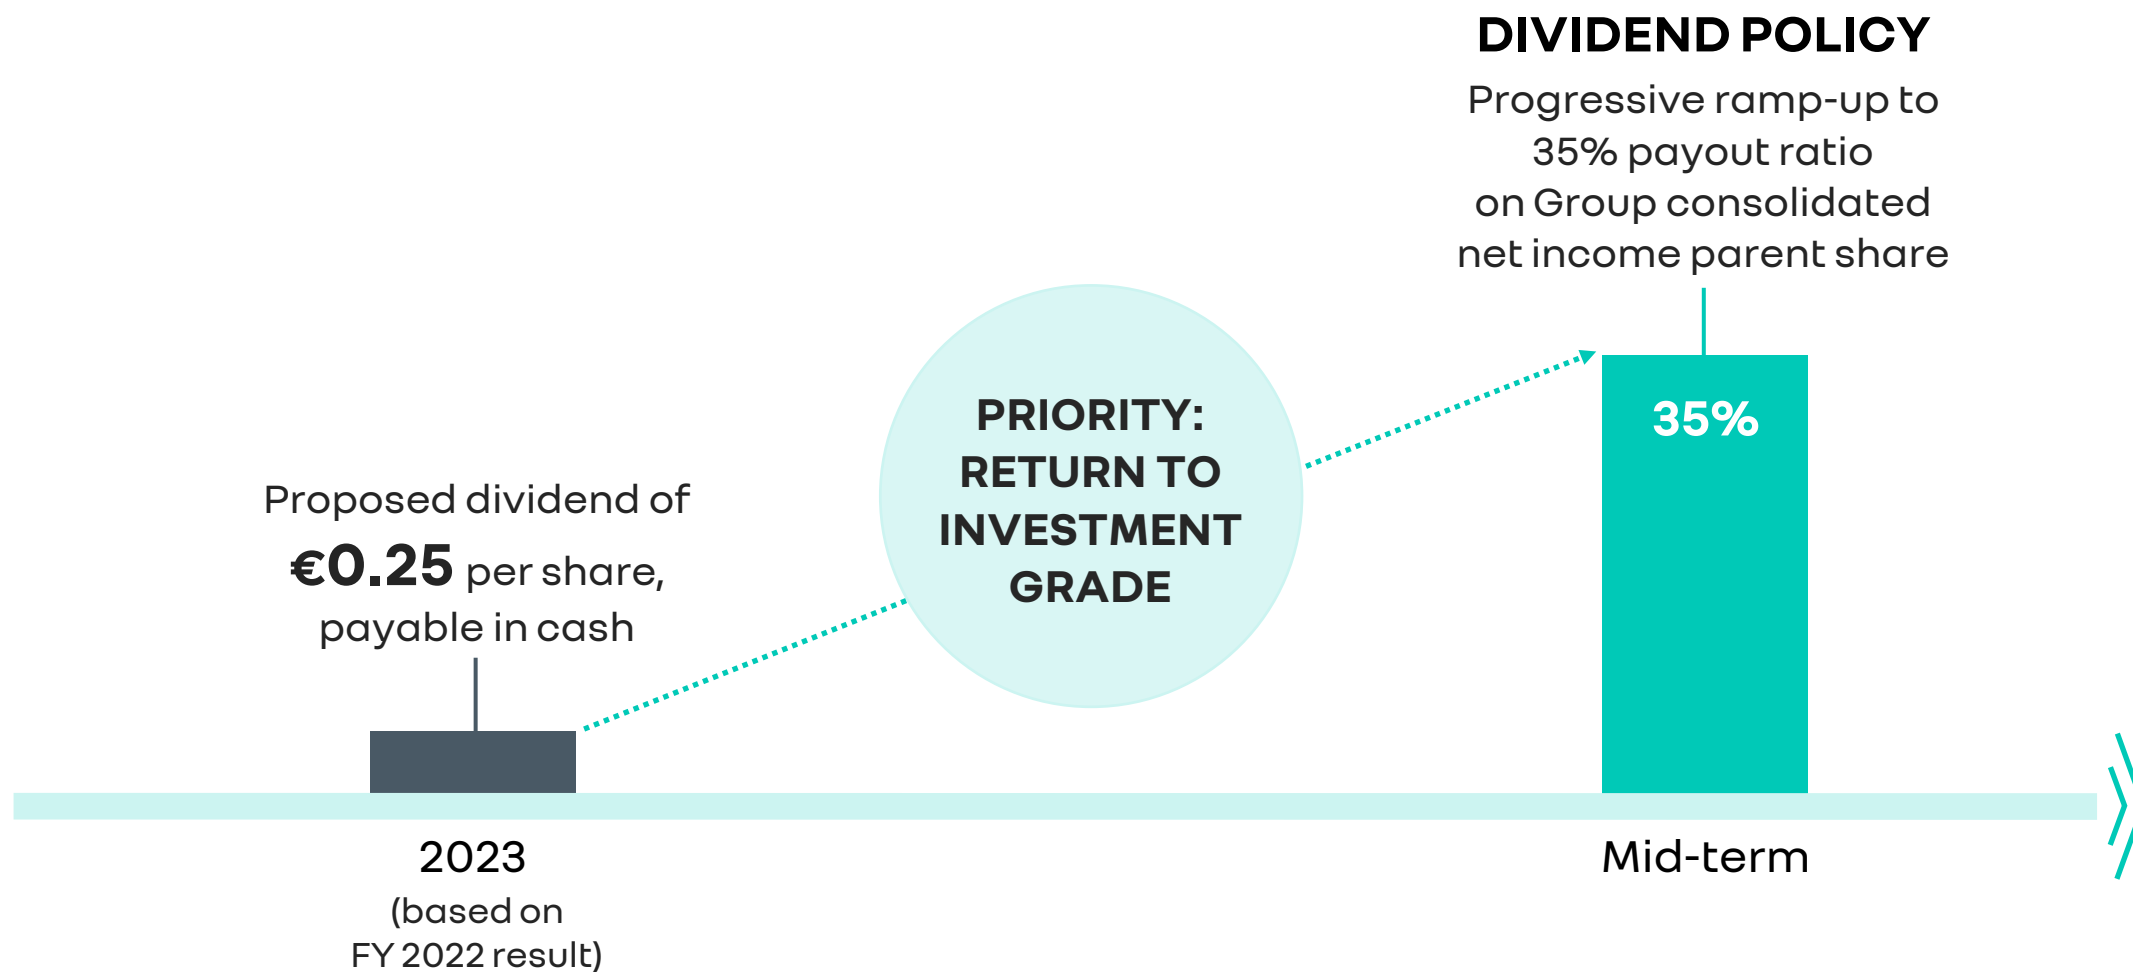 DIVIDEND POLICY
Progressive ramp-up to
35% payout ratio
on Group consolidated
net income parent share
35%
PRIORITY:
RETURN TO
INVESTMENT
GRADE
Proposed dividend of
€0.25 per share,
payable in cash
2023
(based on
FY 2022 result)
Mid-term